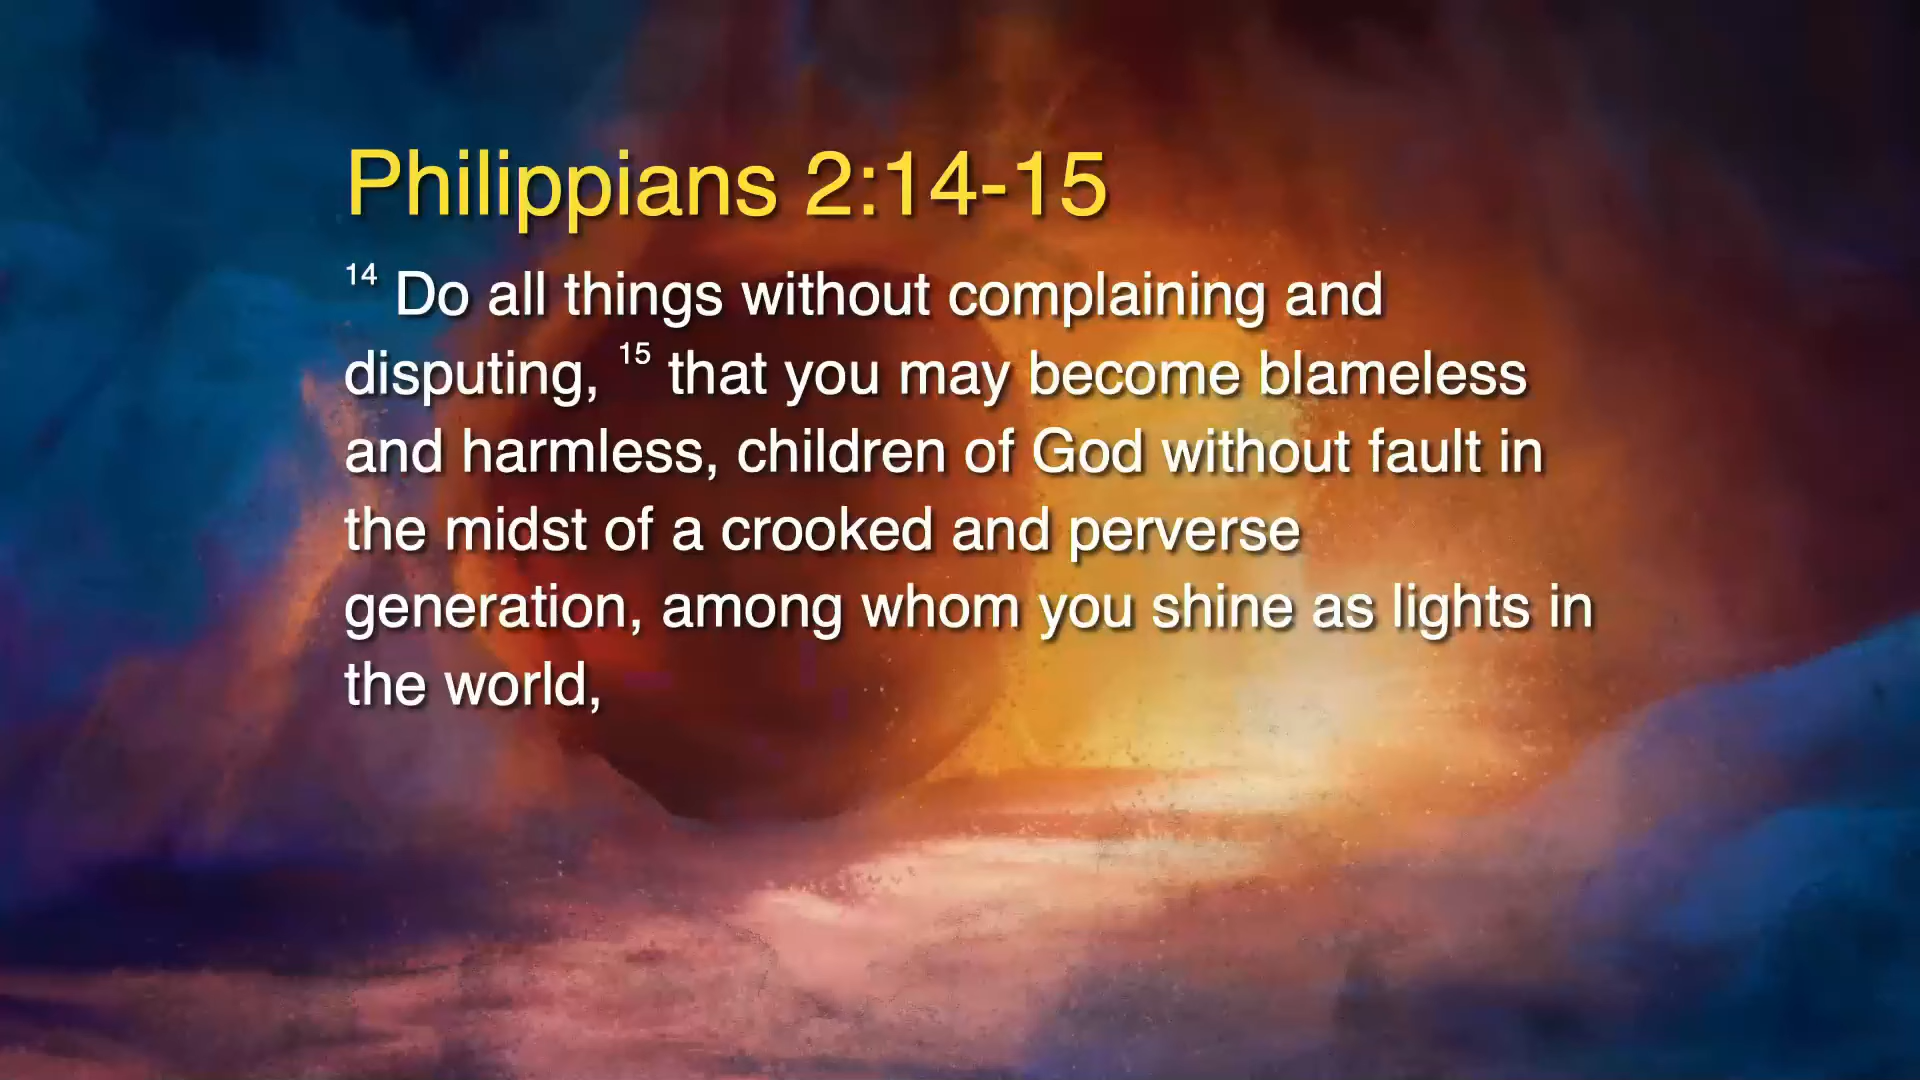 Philippians 2:14-15
14 Do all things without complaining and
disputing, 15 that you may become blameless
and harmless, children of God without fault in
the midst of a crooked and perverse
generation, among whom you shine as lights in
the world,